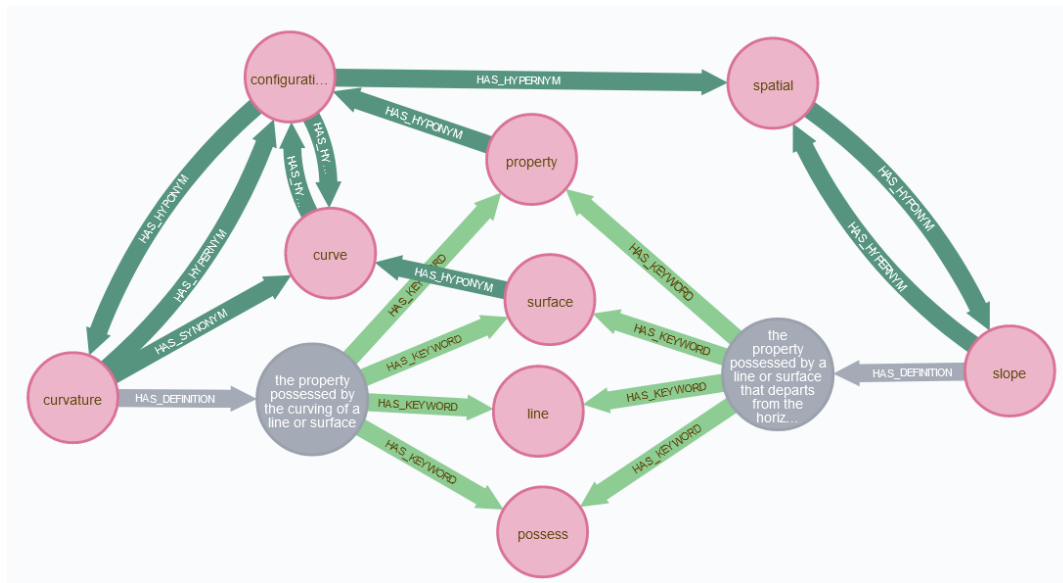 configurati...
HAS_HYPERNYM
spatial
HAS_HYPONYM
property
HAS_HY...
HAS_HY...
HAS_HYPONYM
HAS_HYPERNYM
HAS_HYPONYM
HAS_HYPERNYM
curve
HAS_KEYWORD
HAS_HYPONYM
HAS_KEYWORD
surface
HAS_SYNONYM
HAS_KEYWORD
HAS_KEYWORD
the
property
possessed by a
line or surface
that departs
from the
horiz...
HAS_DEFINITION
slope
curvature
HAS_DEFINITION
the property
possessed by
the curving of a
line or surface
HAS_KEYWORD
line
HAS_KEYWORD
HAS_KEYWORD
HAS_KEYWORD
possess